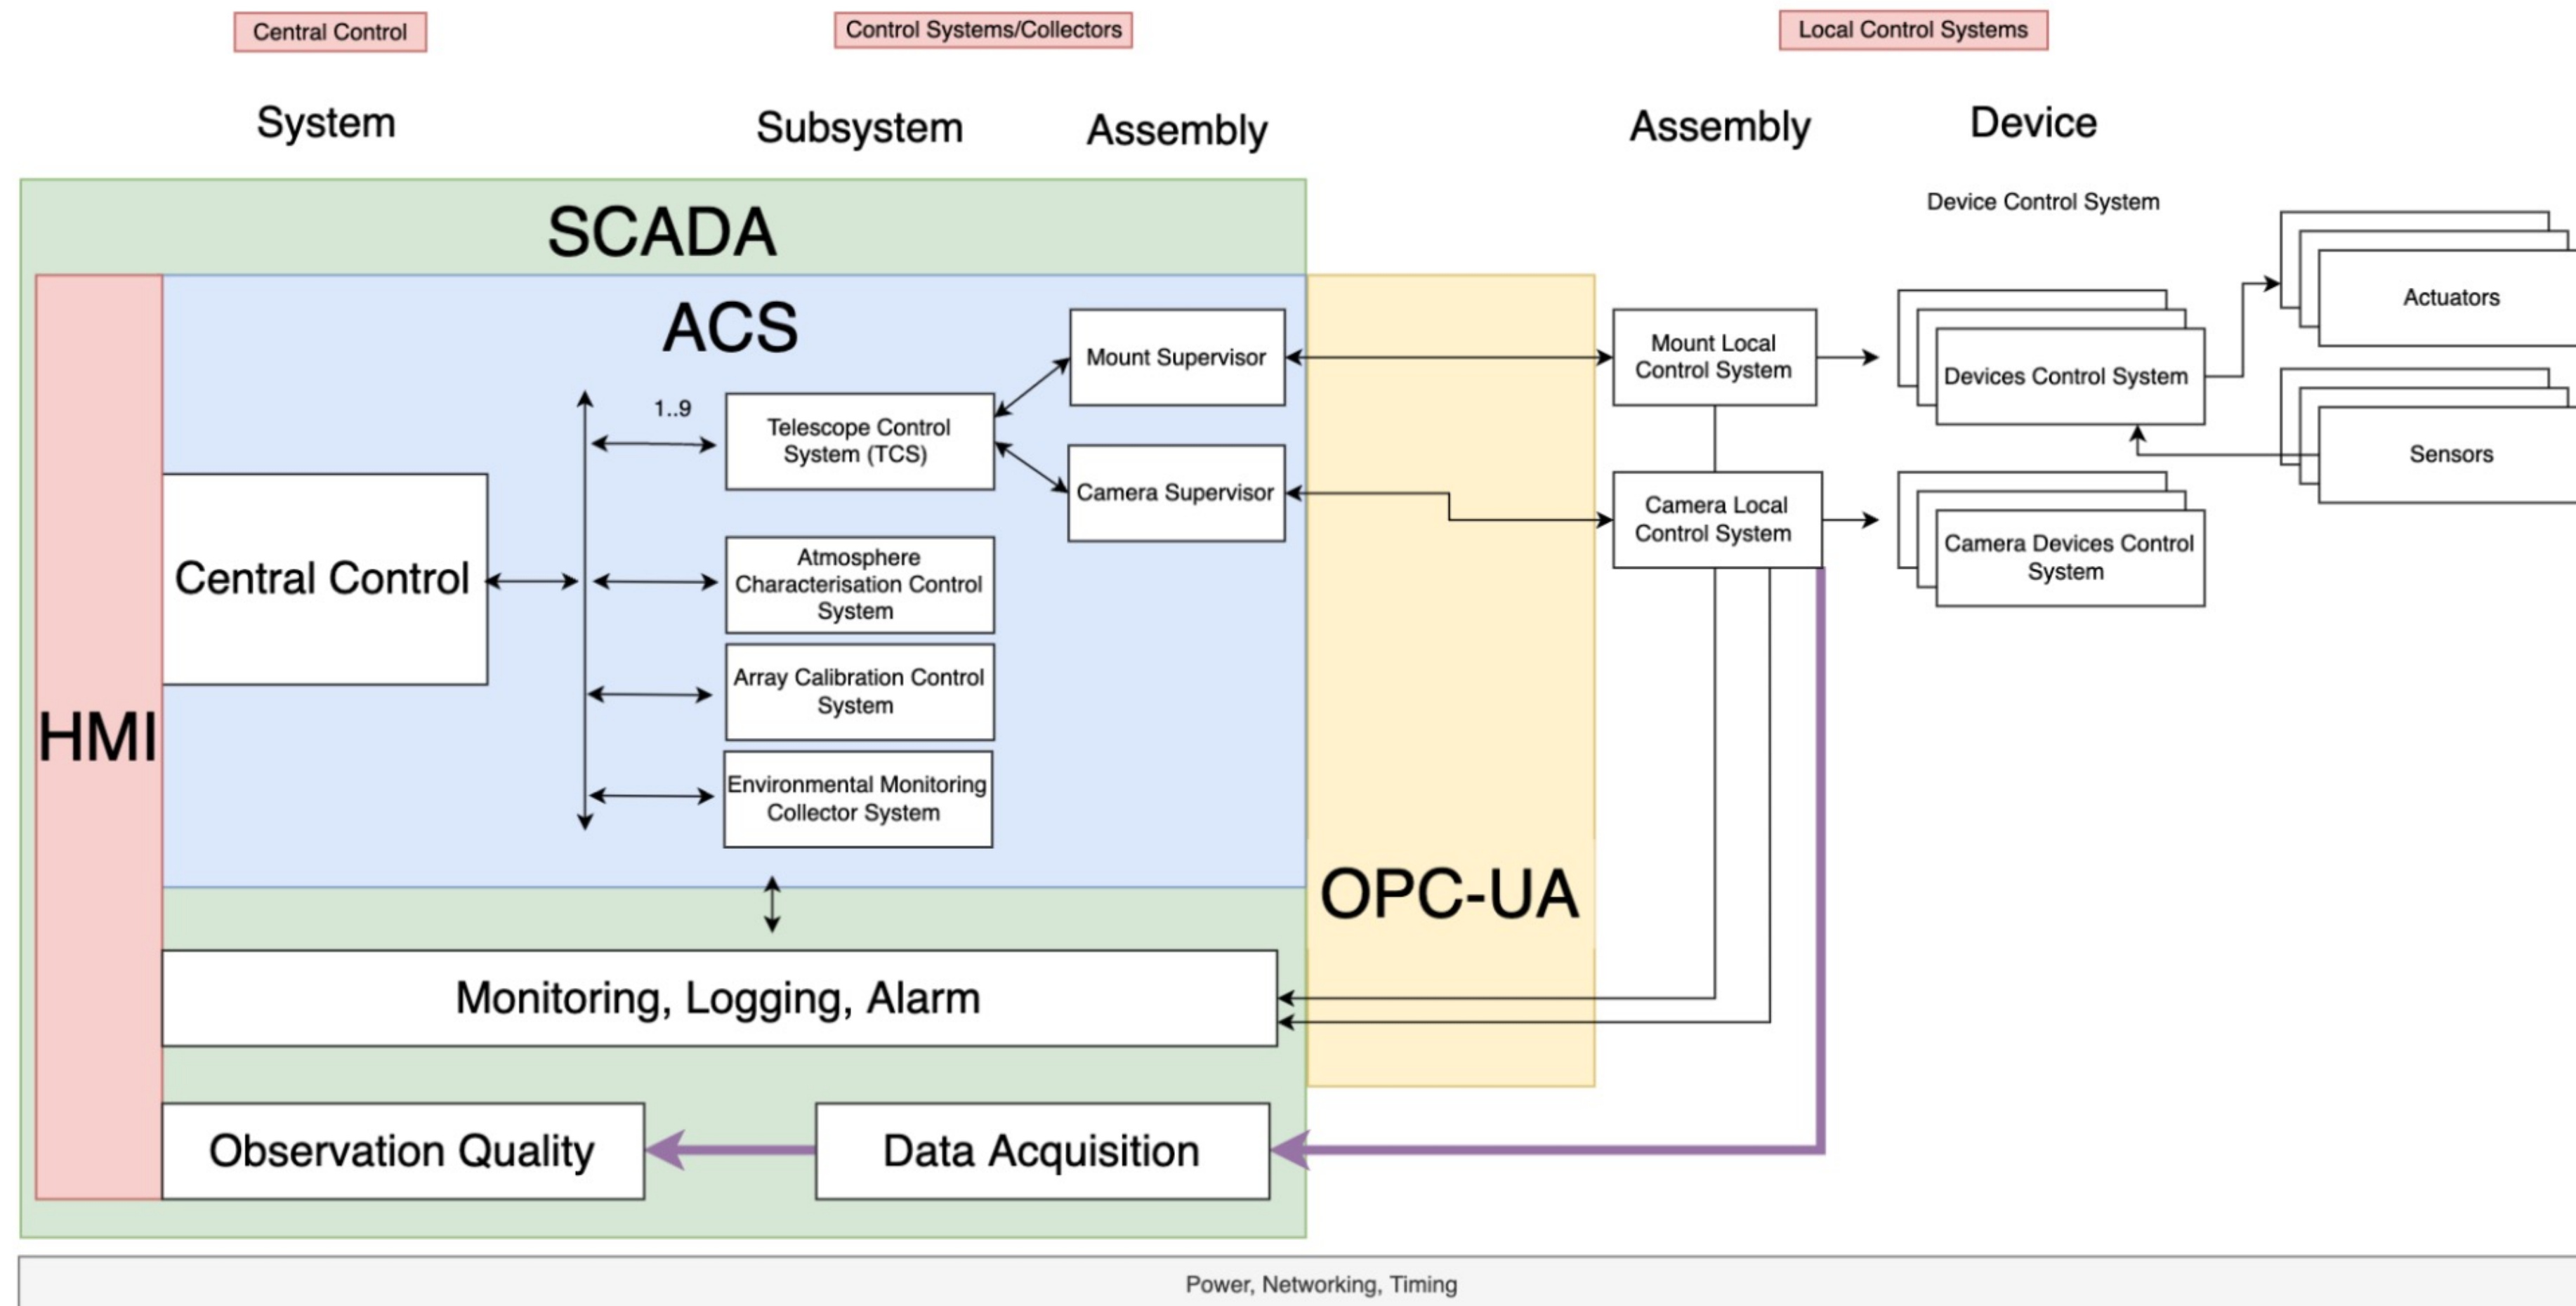 Central Control
Control Systems/Collectors
Local Control Systems
System
Subsystem
Assembly
Assembly
Device
Device Control System
SCADA
ACS
HMI
Central Control
1..9
Telescope Control
System (TCS)
Atmosphere
Characterisation Control
System
Array Calibration Control
System
Environmental Monitoring
Collector System
Mount Supervisor
Camera Supervisor
OPC-UA
Mount Local
Control System
Camera Local
Control System
Devices Control System
Camera Devices Control
System
Actuators
Sensors
Monitoring, Logging, Alarm
Observation Quality
Data Acquisition
Power, Networking, Timing